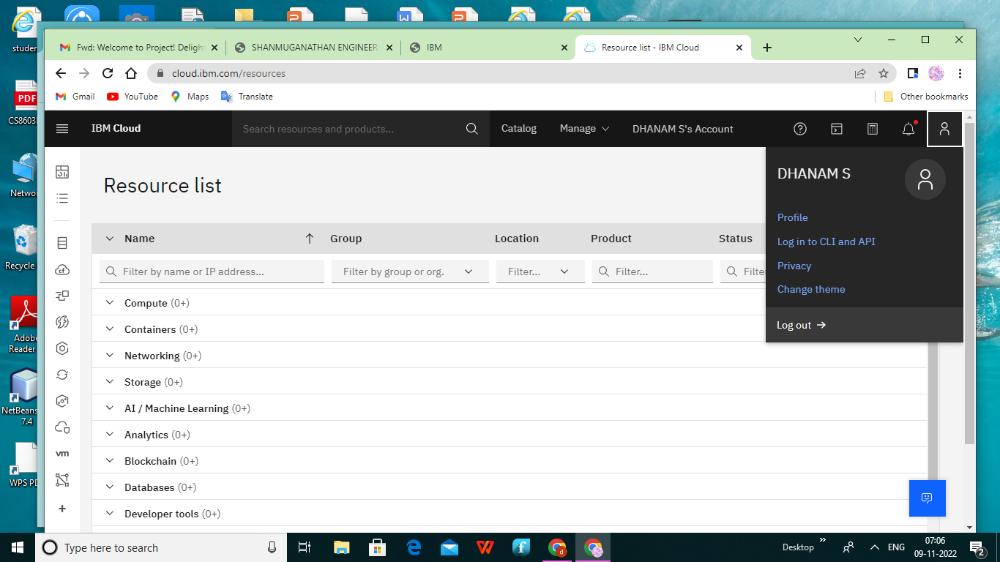 studen
PDF
CS8603
Netwo
Recycle
Adobe
Reader
NetBeans
7.4
WPS PD
Fwd: Welcome to Project! Deligh
SHANMUGANATHAN ENGINEER
IBM
Resource list - IBM Cloud
cloud.ibm.com/resources
Gmail
YouTube
Maps
Translate
Other bookmarks
IBM Cloud
Search resources and products...
Catalog
Manage
DHANAM S's Account
Resource list
DHANAM S
Profile
Log in to CLI and API
Privacy
Change theme
Log out
Name
Group
Location
Product
Status
Filter by name or IP address...
Filter by group or org.
Filter...
Filter...
Filte
Compute (0+)
Containers (0+)
Networking (0+)
Storage (0+)
AI / Machine Learning (0+)
Analytics (0+)
Blockchain (0+)
Databases (0+)
Developer tools (0+)
cf
vm
Type here to search
Desktop
ENG
07:06
09-11-2022
2